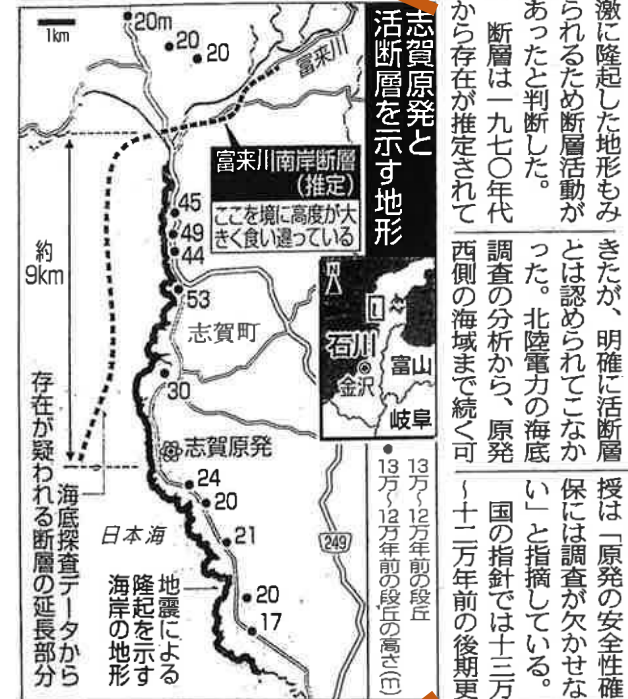 激に隆起した地形もみ
られるため断層活動が
あったと判断した。
断層は一九七〇年代
から存在が推定されて
きたが、明確に活断層
とは認められてこなか
った。北陸電力の海底
調査の分析から、原発
西側の海域まで続く可
授は「原発の安全性確
保には調査が欠かせな
い」と指摘している。
国の指針では十三万
〜十二万年前の後期更
志賀原発と
活断層を示す地形
1km
20m
20
20
富来川
富来川南岸断層
(推定)
ここを境に高度が大
きく食い違っている
45
49
44
約
9km
53
志賀町
N
石川
富山
金沢
岐阜
30
志賀原発
24
20
日本海
21
249
20
17
海底探査データから
存在が疑われる断層の延長部分
地震による
隆起を示す
海岸の地形
13万〜12万年前の段丘
13万〜12万年前の段丘の高さ(m)